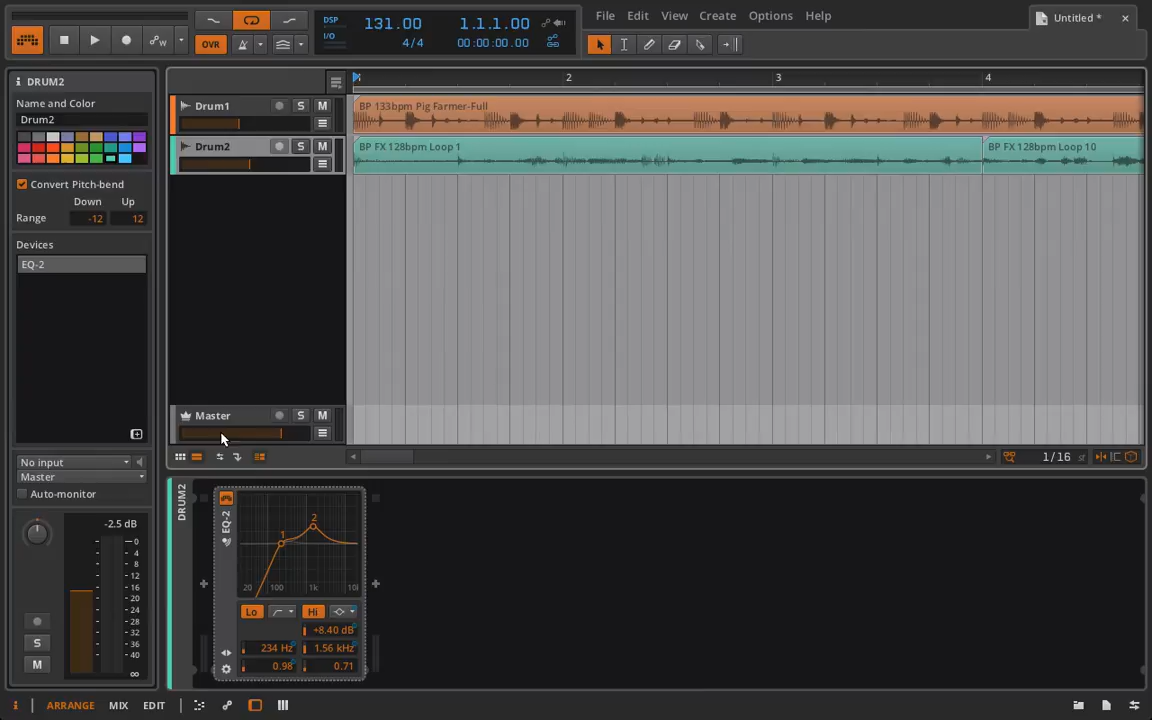 DSP
I/O
131.00
4/4
1.1.1.00
00:00:00.00
OVR
File Edit View Create Options Help
Untitled *
DRUM2
Name and Color
Drum2
Convert Pitch-bend
Down Up
Range -12 12
Devices
EQ-2
No input
Master
Auto-monitor
-2.5 dB
0
4
8
12
16
20
24
28
32
36
40
∞
S
M
2 3 4
Drum1 S M
BP 133bpm Pig Farmer-Full
Drum2 S M
BP FX 128bpm Loop 1
BP FX 128bpm Loop 10
Master S M
1/16
DRUM2
EQ-2
1
2
20 100 1k
Lo Hi
+8.40 dB
234 Hz 1.56 kHz
0.98 0.71
i ARRANGE MIX EDIT